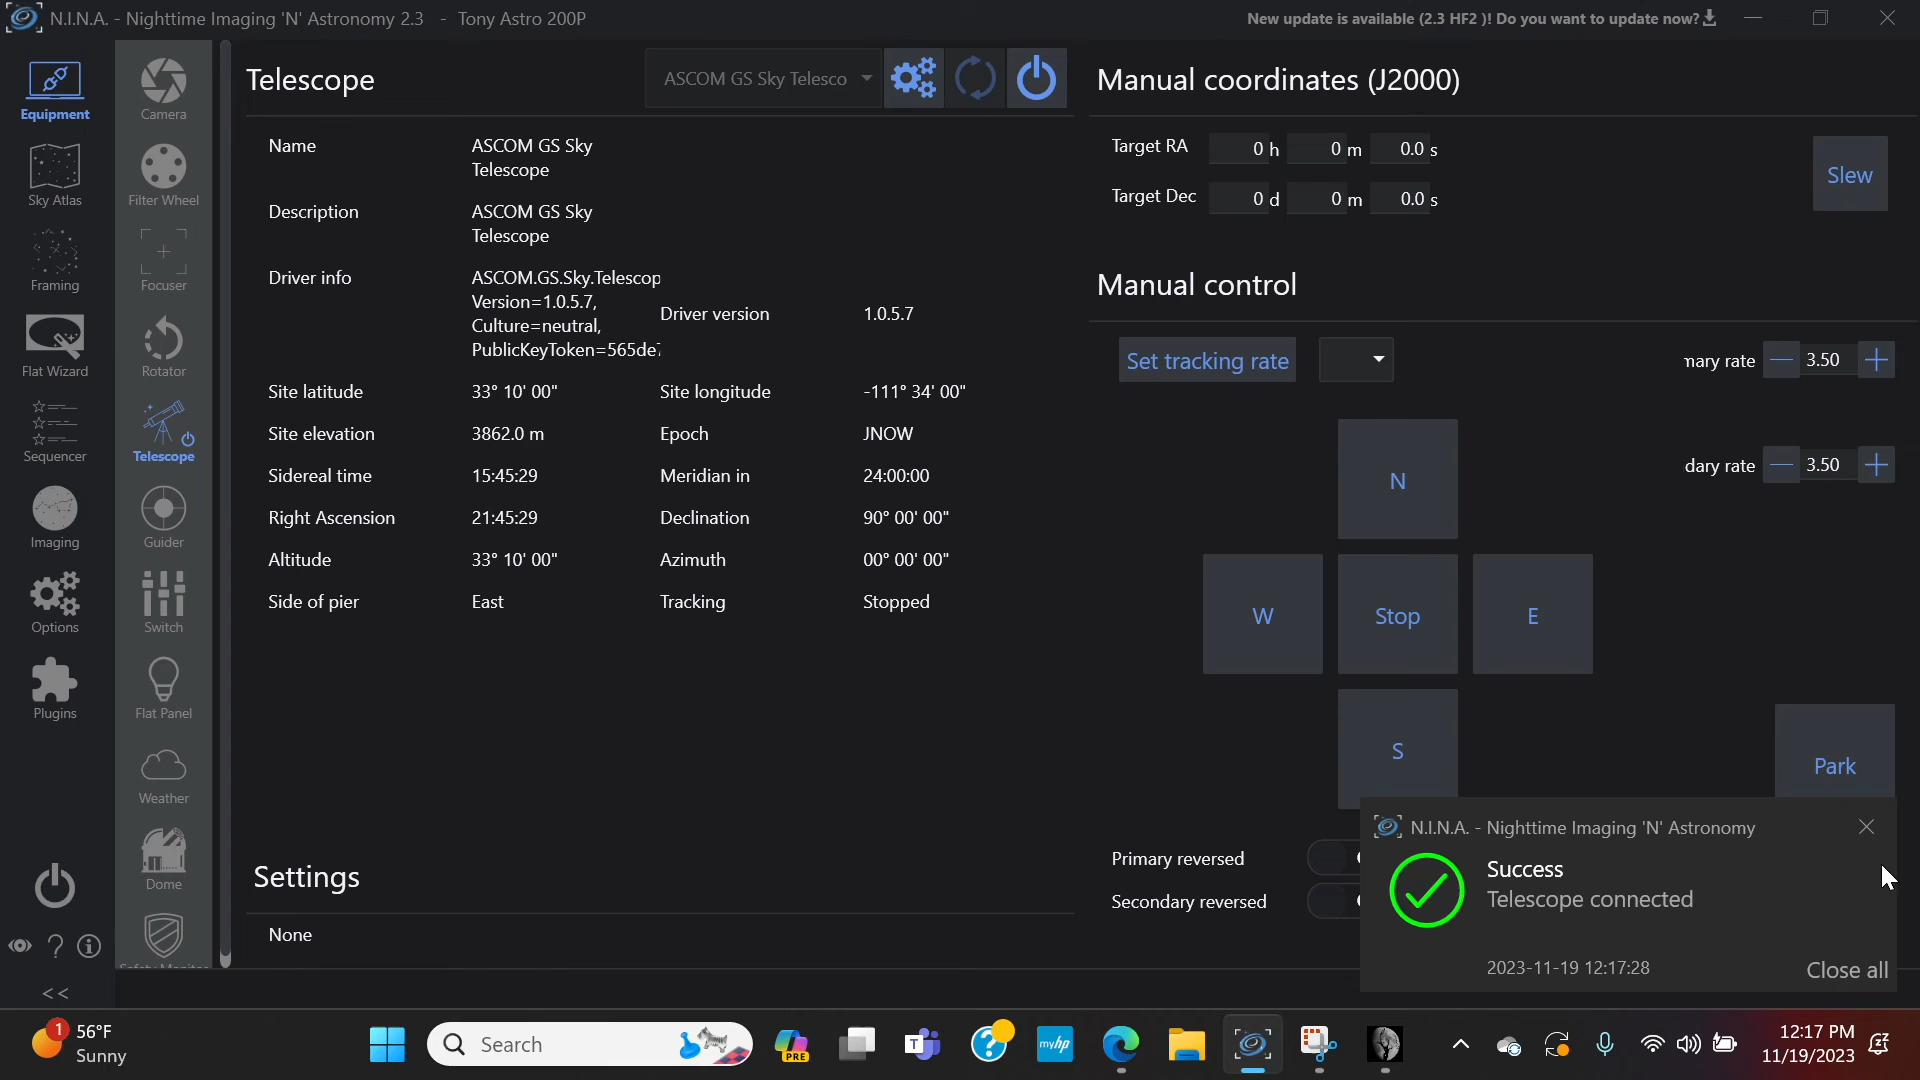 N.I.N.A. - Nighttime Imaging 'N' Astronomy 2.3 - Tony Astro 200P
New update is available (2.3 HF2 )! Do you want to update now?
Equipment
Sky Atlas
Framing
Flat Wizard
Sequencer
Imaging
Options
Plugins
<<
Camera
Filter Wheel
Focuser
Rotator
Telescope
Guider
Switch
Flat Panel
Weather
Dome
Telescope
ASCOM GS Sky Telesco
Name ASCOM GS Sky
Telescope
Description ASCOM GS Sky
Telescope
Driver info ASCOM.GS.Sky.Telescop
Version=1.0.5.7,
Culture=neutral,
PublicKeyToken=565de
Driver version 1.0.5.7
Site latitude 33° 10' 00" Site longitude -111° 34' 00"
Site elevation 3862.0 m Epoch JNOW
Sidereal time 15:45:29 Meridian in 24:00:00
Right Ascension 21:45:29 Declination 90° 00' 00"
Altitude 33° 10' 00" Azimuth 00° 00' 00"
Side of pier East Tracking Stopped
Settings
None
Manual coordinates (J2000)
Target RA 0 h 0 m 0.0 s
Target Dec 0 d 0 m 0.0 s
Slew
Manual control
Set tracking rate
mary rate 3.50
dary rate 3.50
N
W Stop E
S
Park
Primary reversed
Secondary reversed
N.I.N.A. - Nighttime Imaging 'N' Astronomy
Success
Telescope connected
2023-11-19 12:17:28
Close all
1
56°F
Sunny
Search
PRE
T
?
myhp
12:17 PM
11/19/2023